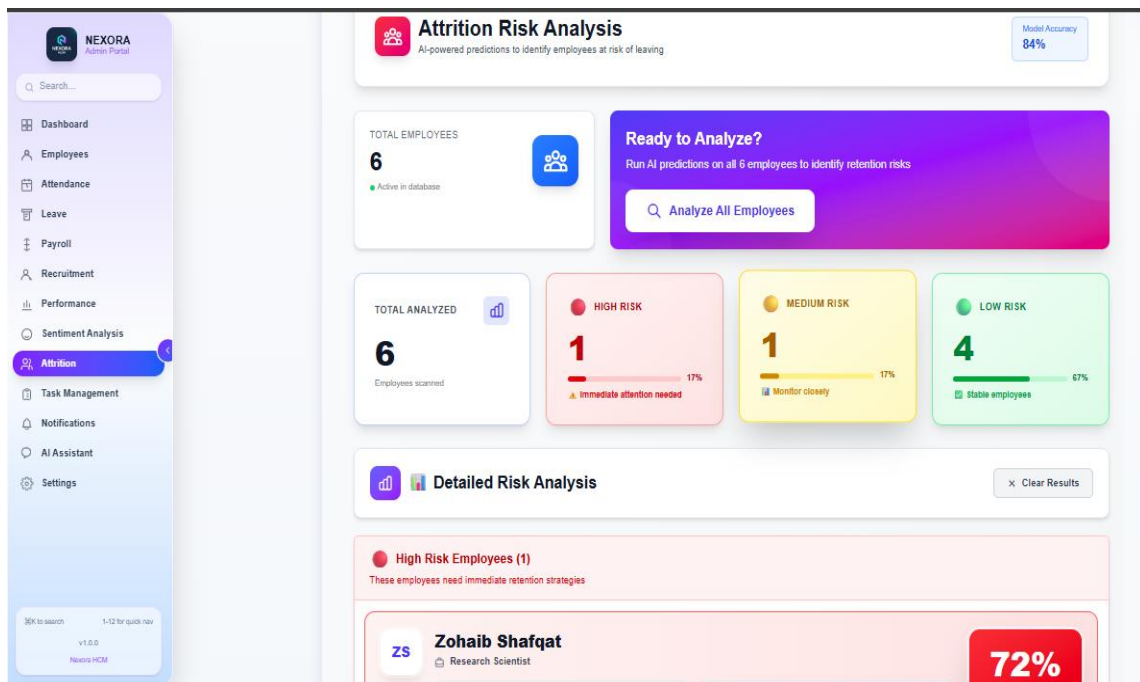 NEXORA
Admin Portal
Search...
Dashboard
Employees
Attendance
Leave
Payroll
Recruitment
Performance
Sentiment Analysis
Attrition
Task Management
Notifications
AI Assistant
Settings
⌘K to search 1-12 for quick nav
v1.0.0
Nexora HCM
Attrition Risk Analysis
AI-powered predictions to identify employees at risk of leaving
Model Accuracy
84%
TOTAL EMPLOYEES
6
Active in database
Ready to Analyze?
Run AI predictions on all 6 employees to identify retention risks
Analyze All Employees
TOTAL ANALYZED
6
Employees scanned
HIGH RISK
1
17%
Immediate attention needed
MEDIUM RISK
1
17%
Monitor closely
LOW RISK
4
67%
Stable employees
Detailed Risk Analysis
× Clear Results
High Risk Employees (1)
These employees need immediate retention strategies
ZS
Zohaib Shafqat
Research Scientist
72%